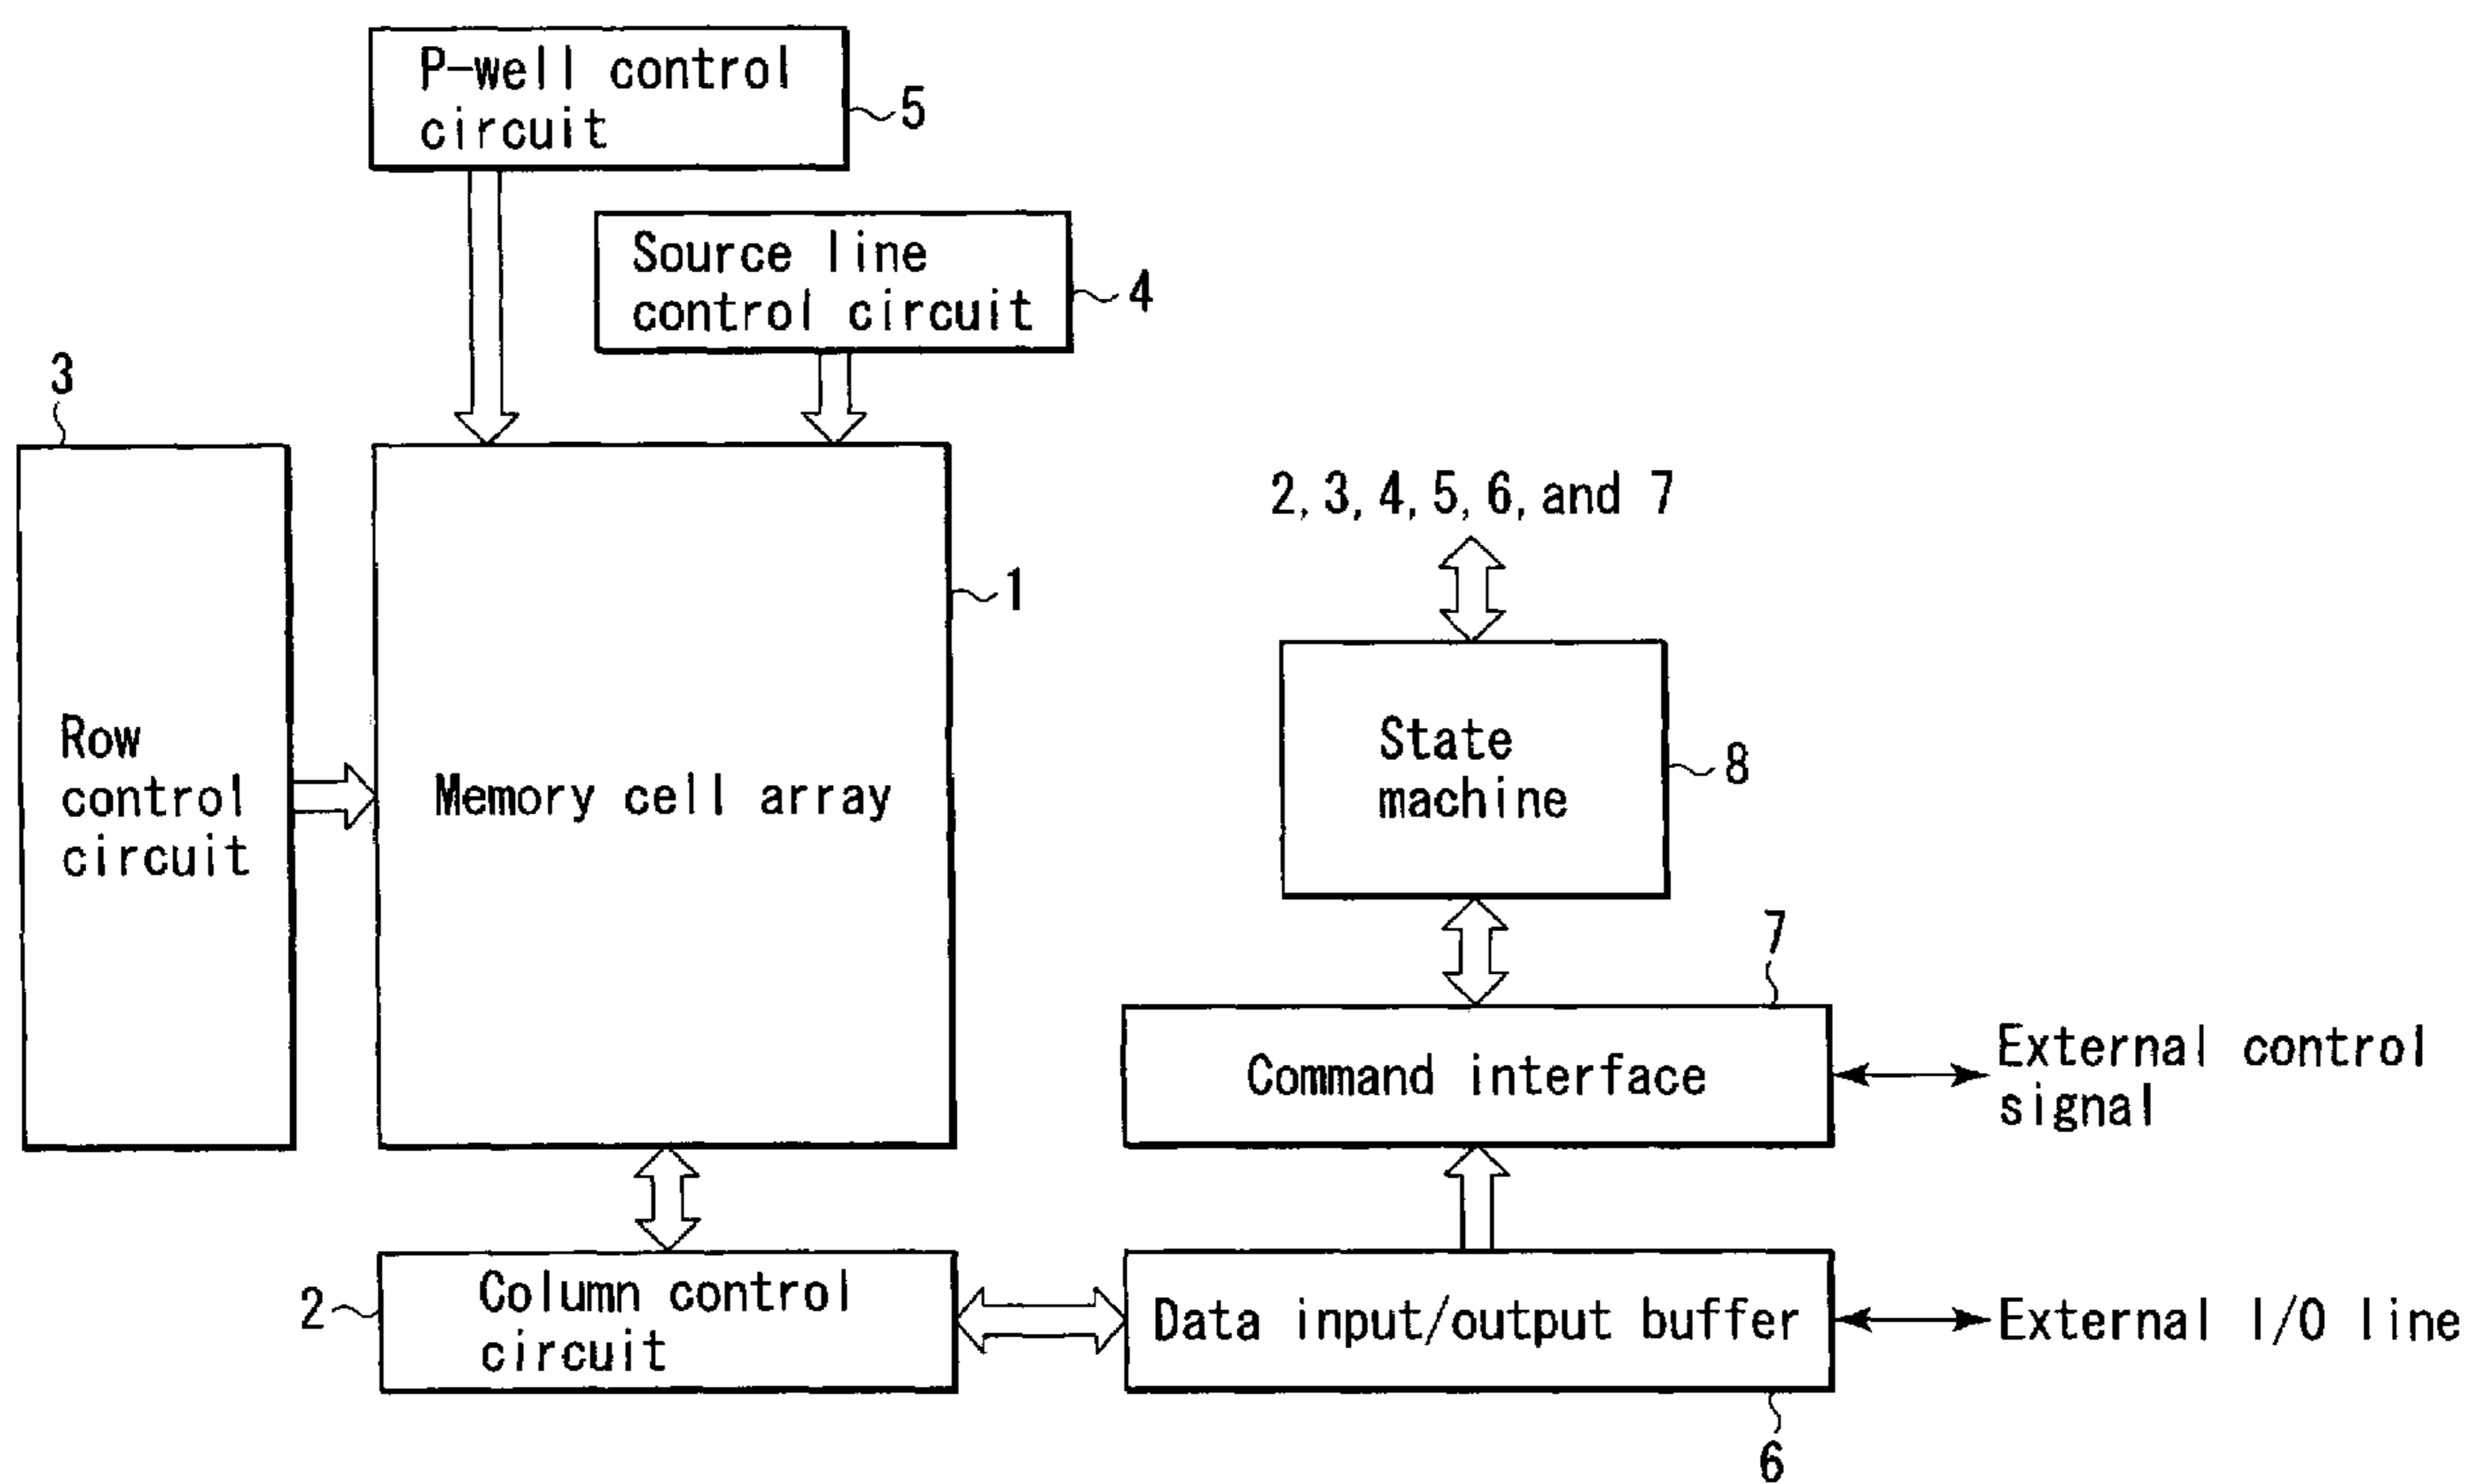 P-well control
circuit
5
Source line
control circuit
4
3
Row
control
circuit
Memory cell array
1
2, 3, 4, 5, 6, and 7
State
machine
8
7
Command interface
External control
signal
2
Column control
circuit
Data input/output buffer
External I/O line
6